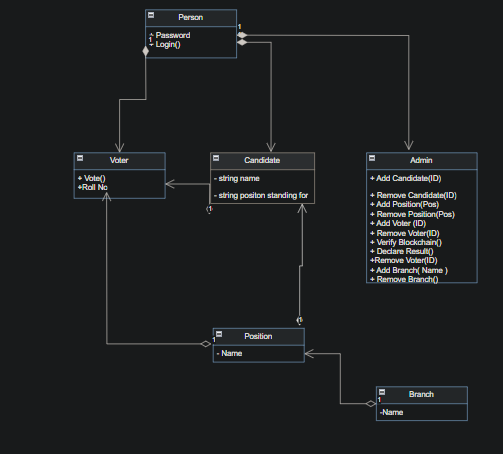 Person
1
+ Password
1
+ Login()
Voter
+ Vote()
+Roll No
Candidate
- string name
- string positon standing for
Admin
+ Add Candidate(ID)
+ Remove Candidate(ID)
+ Add Position(Pos)
+ Remove Position(Pos)
+ Add Voter (ID)
+ Remove Voter(ID)
+ Verify Blockchain()
+ Declare Result()
+Remove Voter(ID)
+ Add Branch( Name )
+ Remove Branch()
1
1
Position
1
- Name
Branch
1
-Name